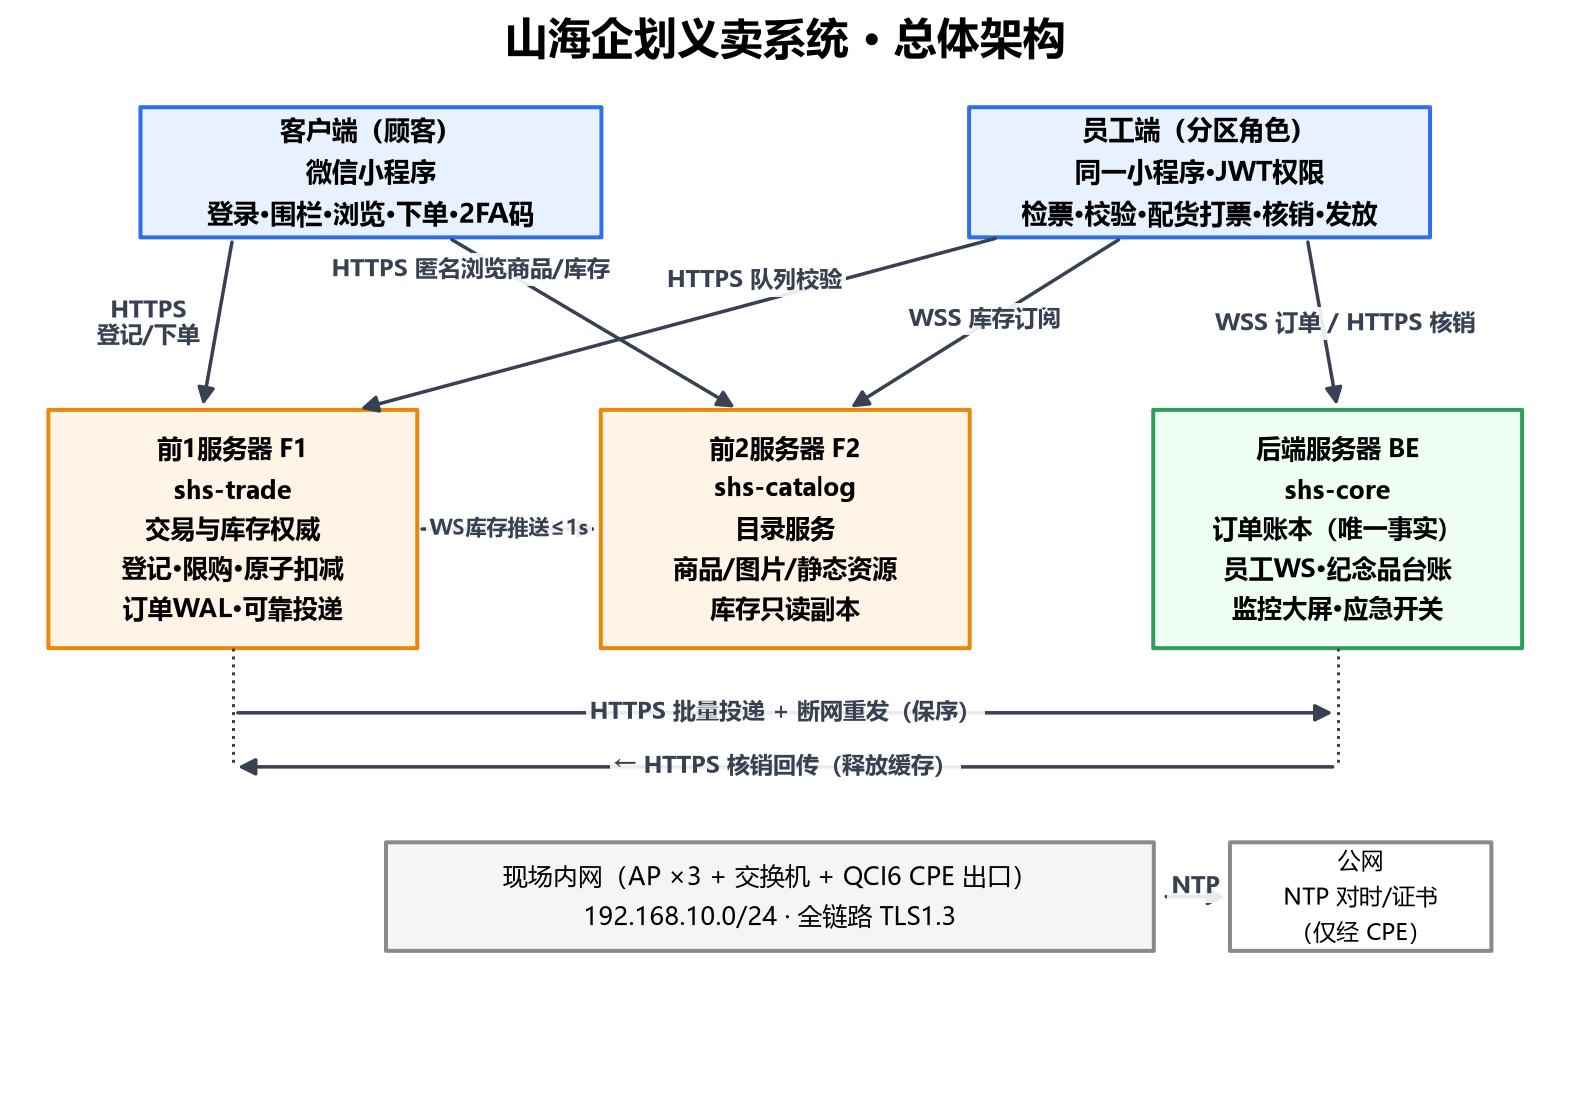 山海企划义卖系统 · 总体架构
客户端（顾客）
微信小程序
登录·围栏·浏览·下单·2FA码
员工端（分区角色）
同一小程序·JWT权限
检票·校验·配货打票·核销·发放
HTTPS 匿名浏览商品/库存
HTTPS 队列校验
HTTPS
登记/下单
WSS 库存订阅
WSS 订单 / HTTPS 核销
前1服务器 F1
shs-trade
交易与库存权威
登记·限购·原子扣减
订单WAL·可靠投递
WS库存推送≤1s
前2服务器 F2
shs-catalog
目录服务
商品/图片/静态资源
库存只读副本
后端服务器 BE
shs-core
订单账本（唯一事实）
员工WS·纪念品台账
监控大屏·应急开关
HTTPS 批量投递 + 断网重发（保序）
← HTTPS 核销回传（释放缓存）
现场内网（AP ×3 + 交换机 + QCI6 CPE 出口）
192.168.10.0/24 · 全链路 TLS1.3
NTP
公网
NTP 对时/证书
（仅经 CPE）